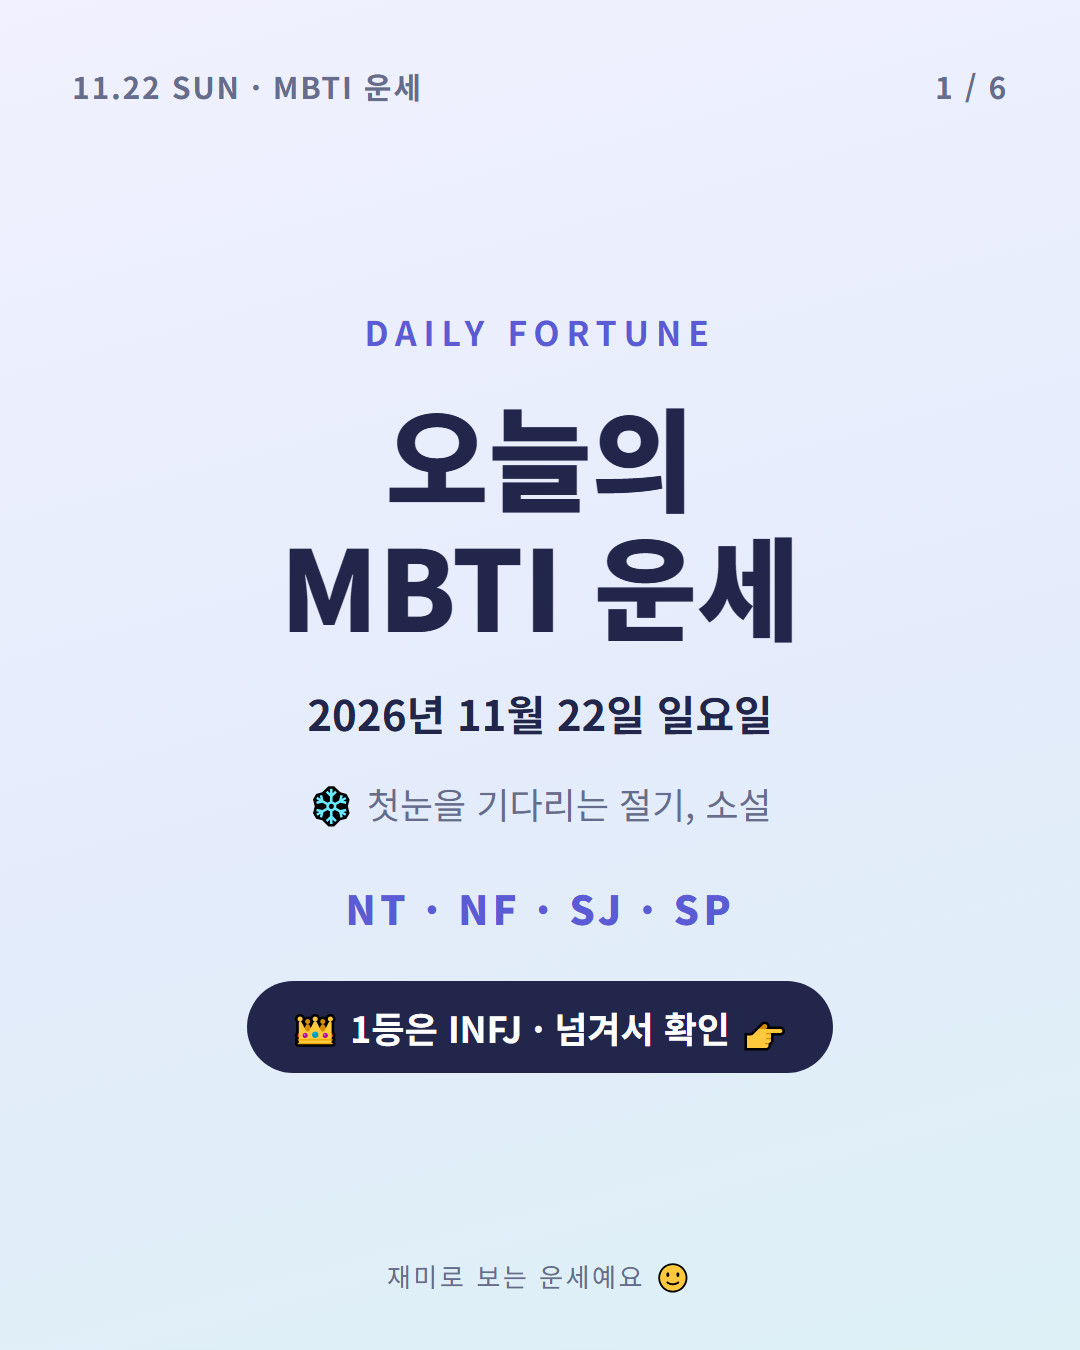 11.22 SUN · MBTI 운세
1 / 6
DAILY FORTUNE
오늘의
MBTI 운세
2026년 11월 22일 일요일
❄️ 첫눈을 기다리는 절기, 소설
NT · NF · SJ · SP
👑 1등은 INFJ · 넘겨서 확인 👉
재미로 보는 운세예요 🙂